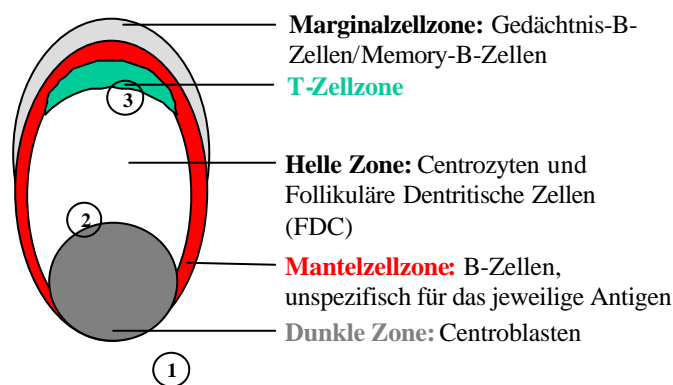 Marginalzellzone: Gedächtnis-B-
Zellen/Memory-B-Zellen
T-Zellzone
3
Helle Zone: Centrozyten und
Follikuläre Dentritische Zellen
(FDC)
2
Mantelzellzone: B-Zellen,
unspezifisch für das jeweilige Antigen
Dunkle Zone: Centroblasten
1